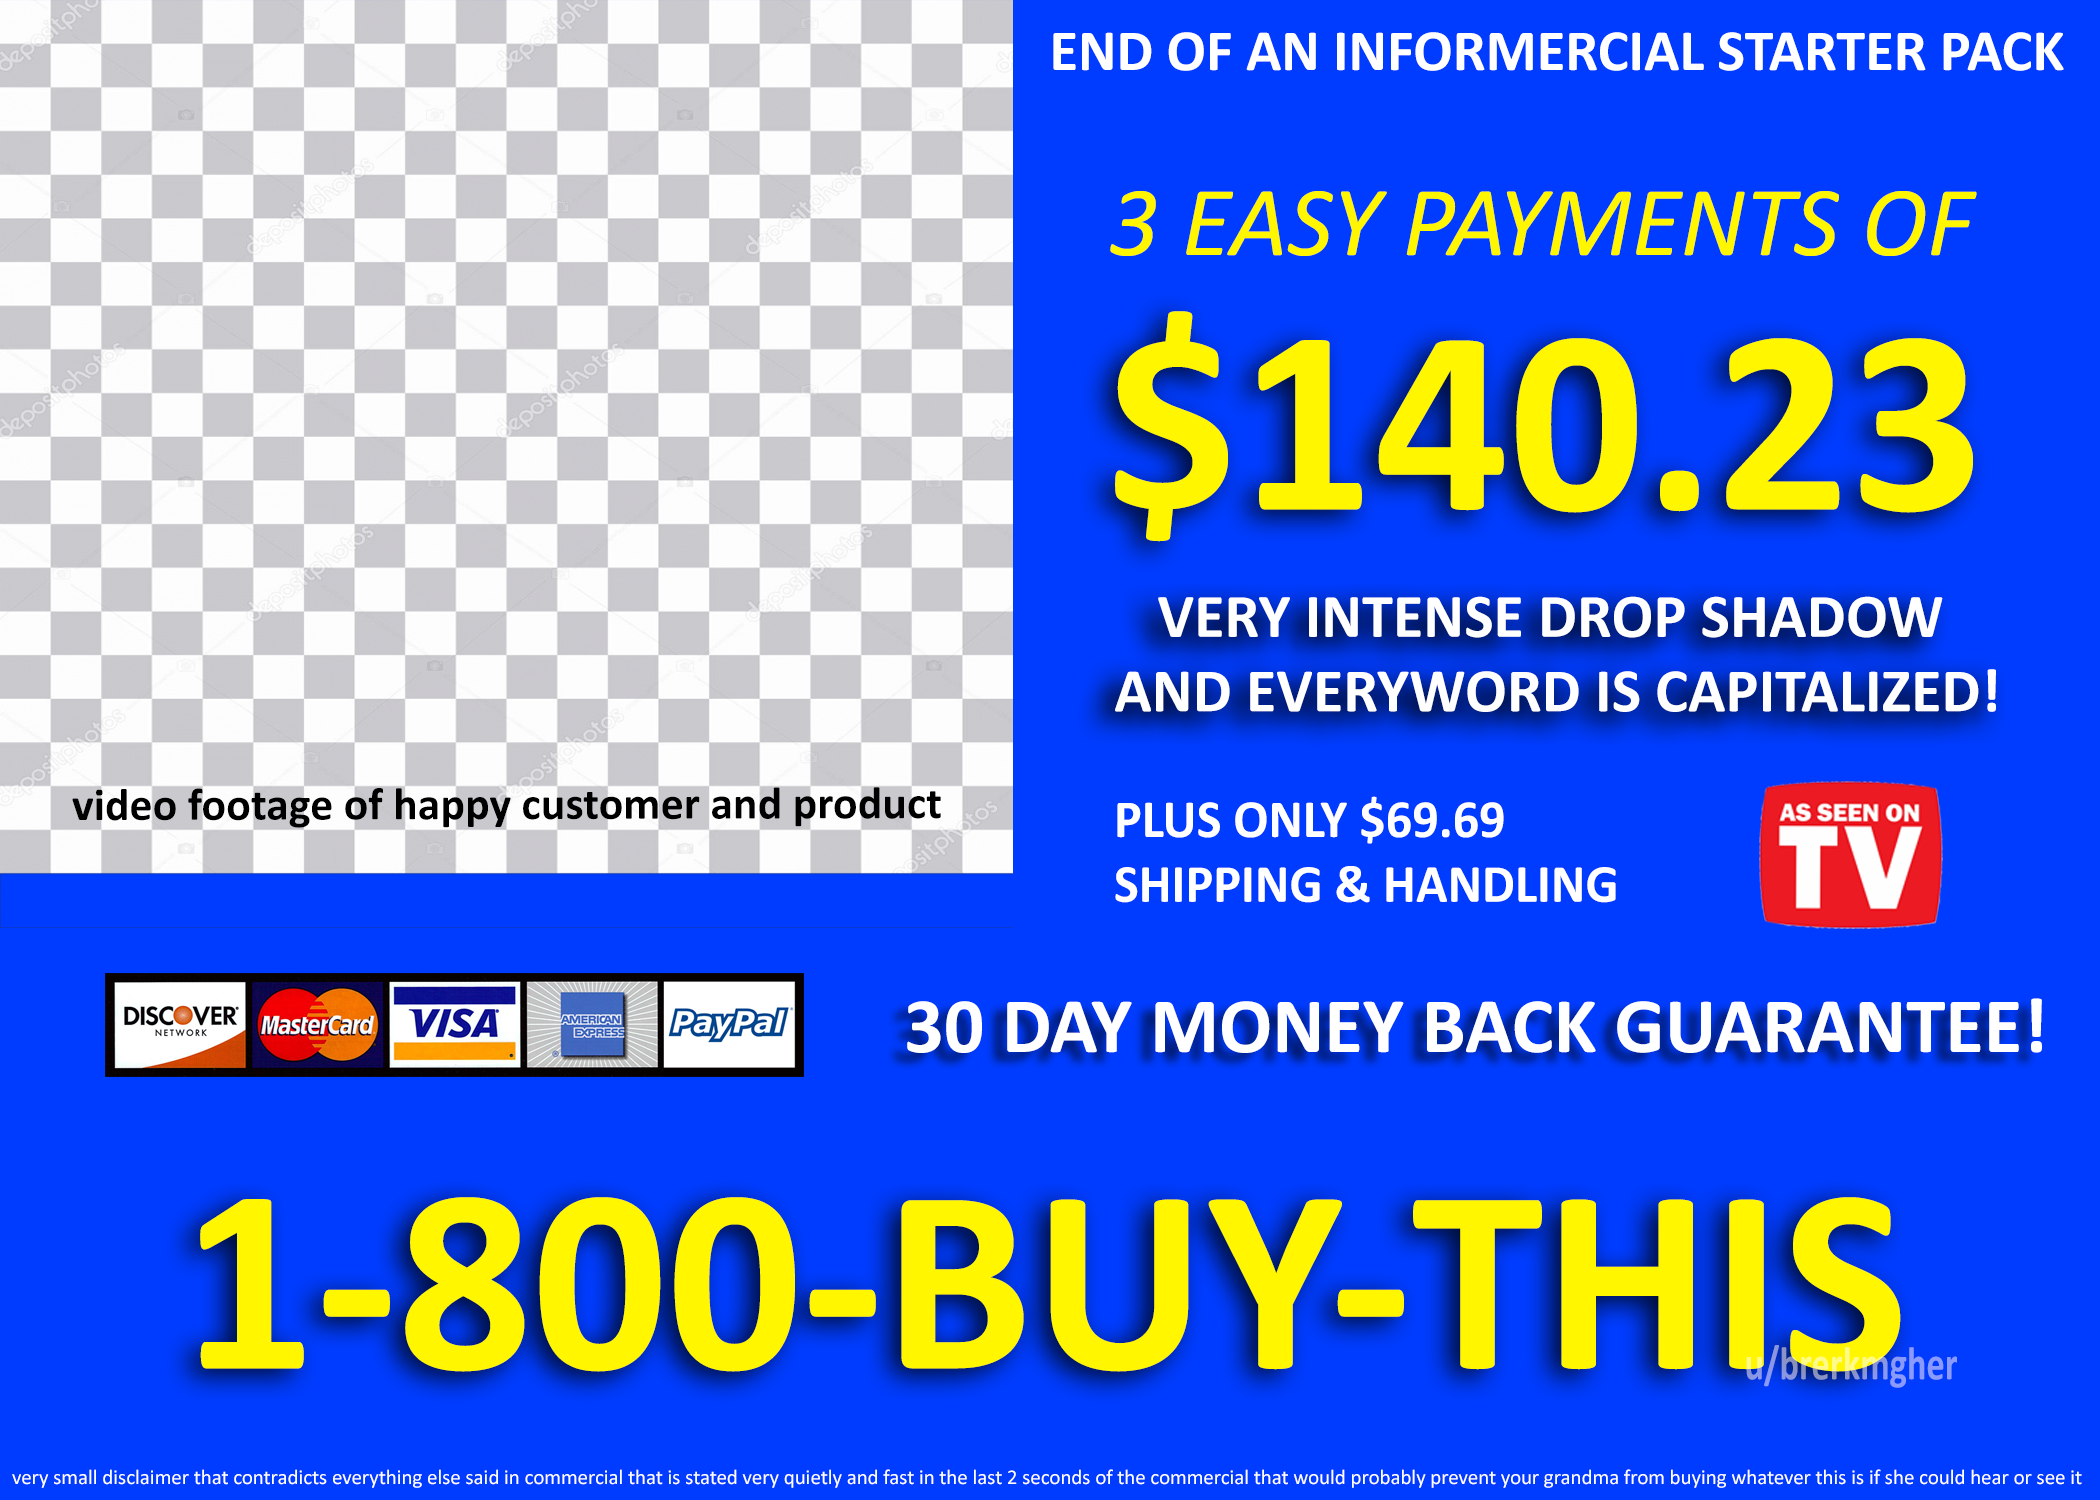 END OF AN INFORMERCIAL STARTER PACK
3 EASY PAYMENTS OF
$140.23
VERY INTENSE DROP SHADOW
AND EVERYWORD IS CAPITALIZED!
video footage of happy customer and product
PLUS ONLY $69.69
SHIPPING & HANDLING
AS SEEN ON
TV
DISCOVER
NETWORK
MasterCard
VISA
AMERICAN
EXPRESS
PayPal
30 DAY MONEY BACK GUARANTEE!
1-800-BUY-THIS
u/brerkmgher
very small disclaimer that contradicts everything else said in commercial that is stated very quietly and fast in the last 2 seconds of the commercial that would probably prevent your grandma from buying whatever this is if she could hear or see it
depositphotos